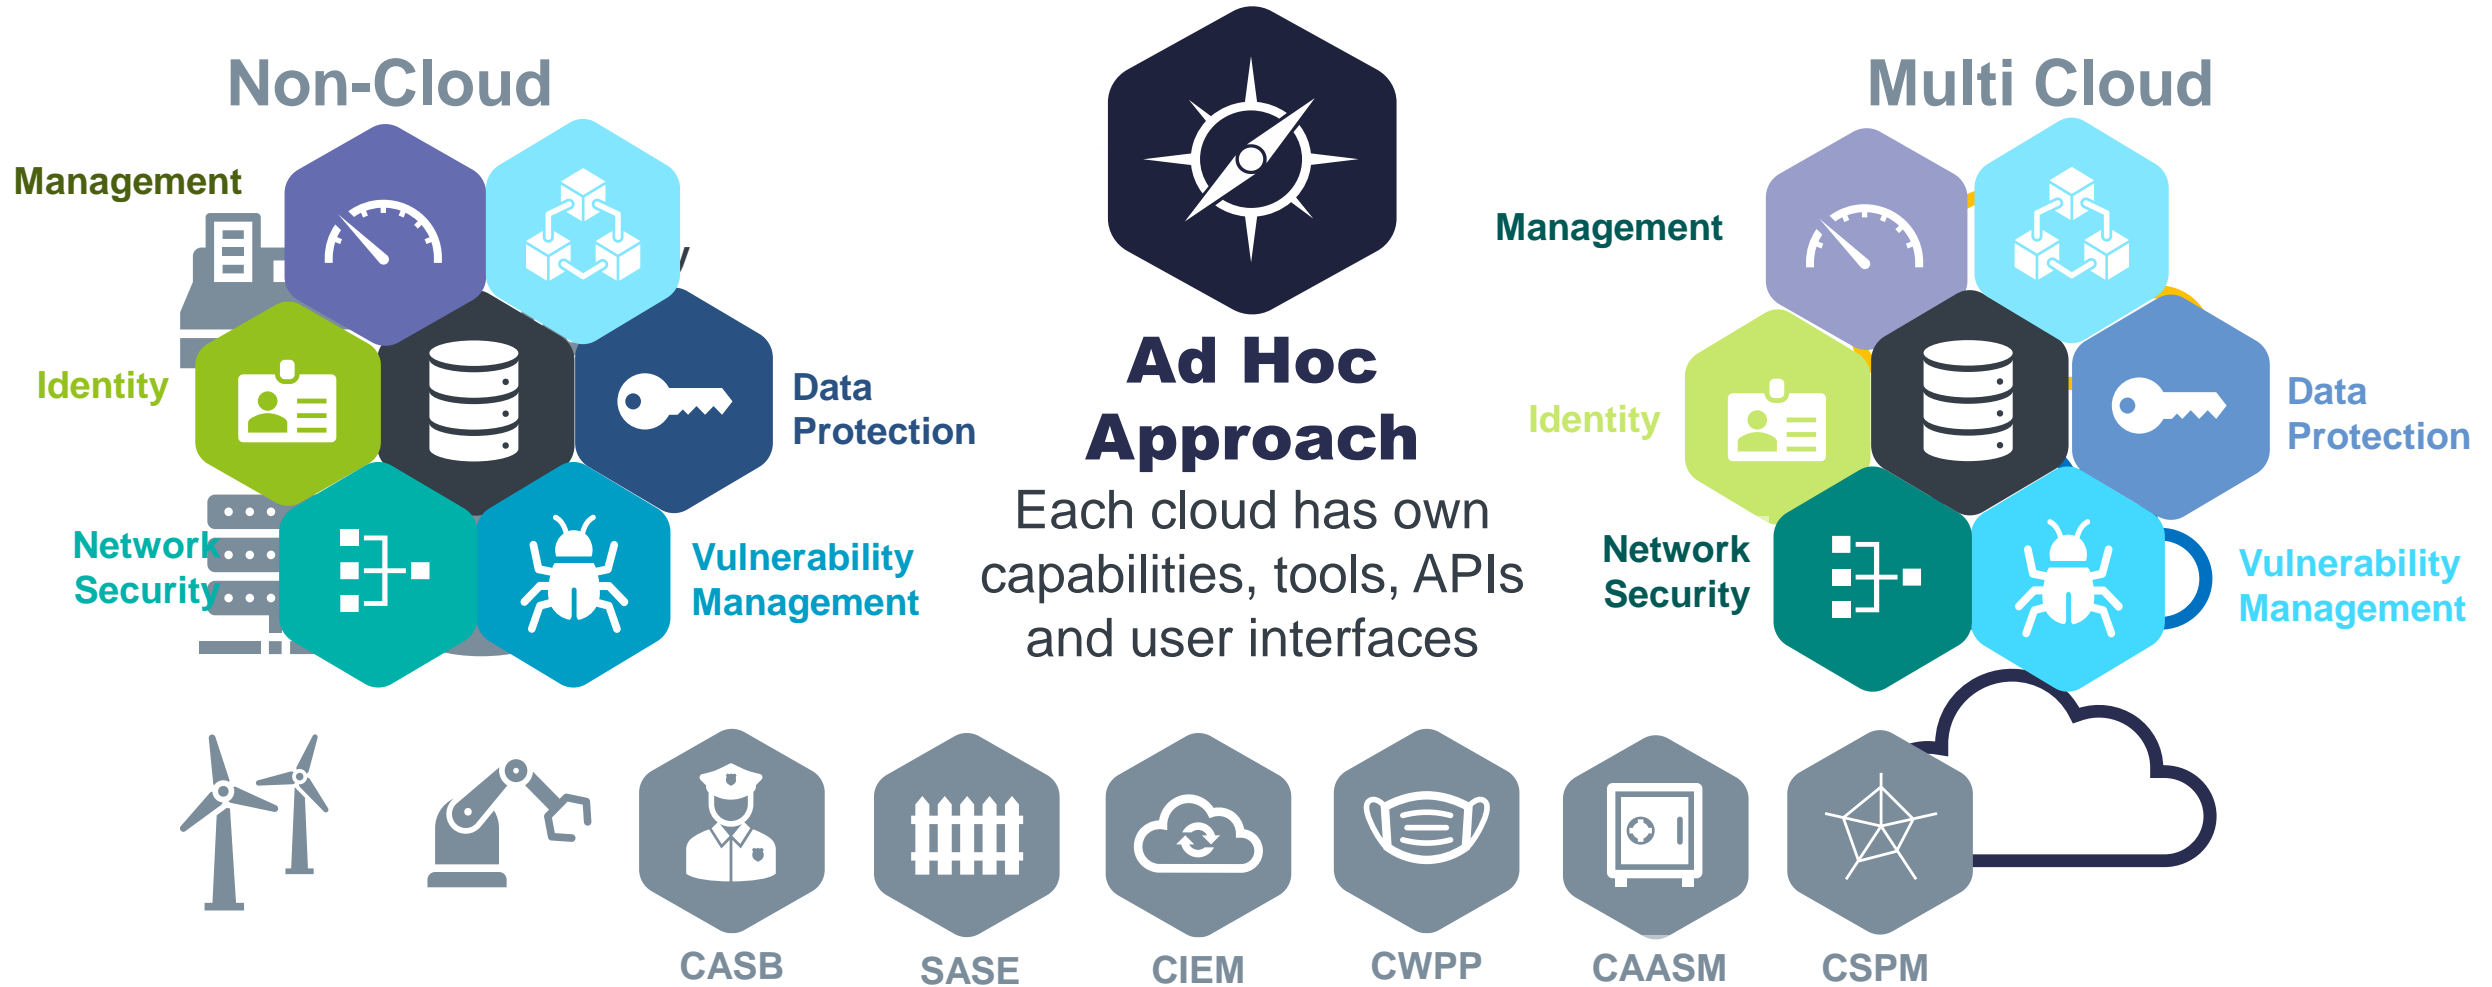 Non-Cloud
Management
Identity
Data
Protection
Network
Security
Vulnerability
Management
Ad Hoc
Approach
Each cloud has own
capabilities, tools, APIs
and user interfaces
Multi Cloud
Management
Identity
Data
Protection
Network
Security
Vulnerability
Management
CASB
SASE
CIEM
CWPP
CAASM
CSPM